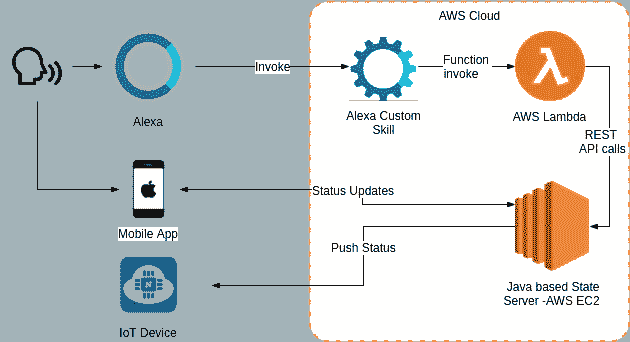 AWS Cloud
Invoke
Function
invoke
Alexa
Alexa Custom
Skill
AWS Lambda
REST
API calls
Status Updates
Mobile App
Push Status
Java based State
Server -AWS EC2
IoT Device